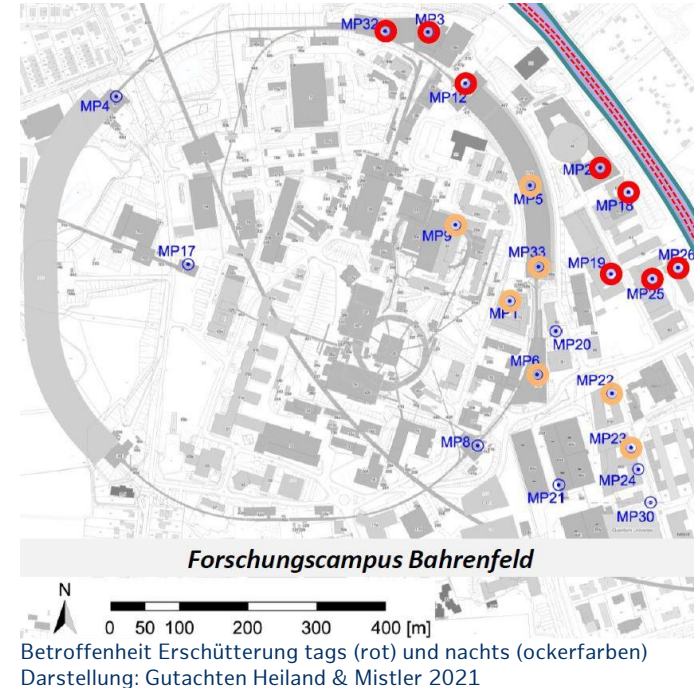 MP32 MP3
MP4
MP12
MP5
MP18
MP9
MP17
MP33
MP19
MP26
MP25
MP1
MP20
MP6
MP22
MP8
MP23
MP24
MP21
MP30
Forschungscampus Bahrenfeld
N
0 50 100 200 300 400 [m]
Betroffenheit Erschütterung tags (rot) und nachts (ockerfarben)
Darstellung: Gutachten Heiland & Mistler 2021